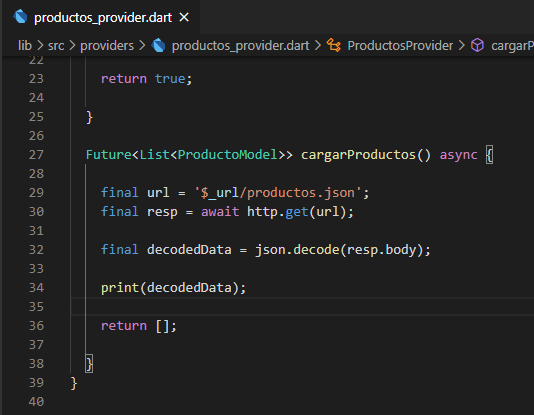 productos_provider.dart ×
lib > src > providers > productos_provider.dart > ProductosProvider > cargarP
22
23 return true;
24
25 }
26
27 Future<List<ProductoModel>> cargarProductos() async {
28
29 final url = '$_url/productos.json';
30 final resp = await http.get(url);
31
32 final decodedData = json.decode(resp.body);
33
34 print(decodedData);
35
36 return [];
37
38 }
39 }
40